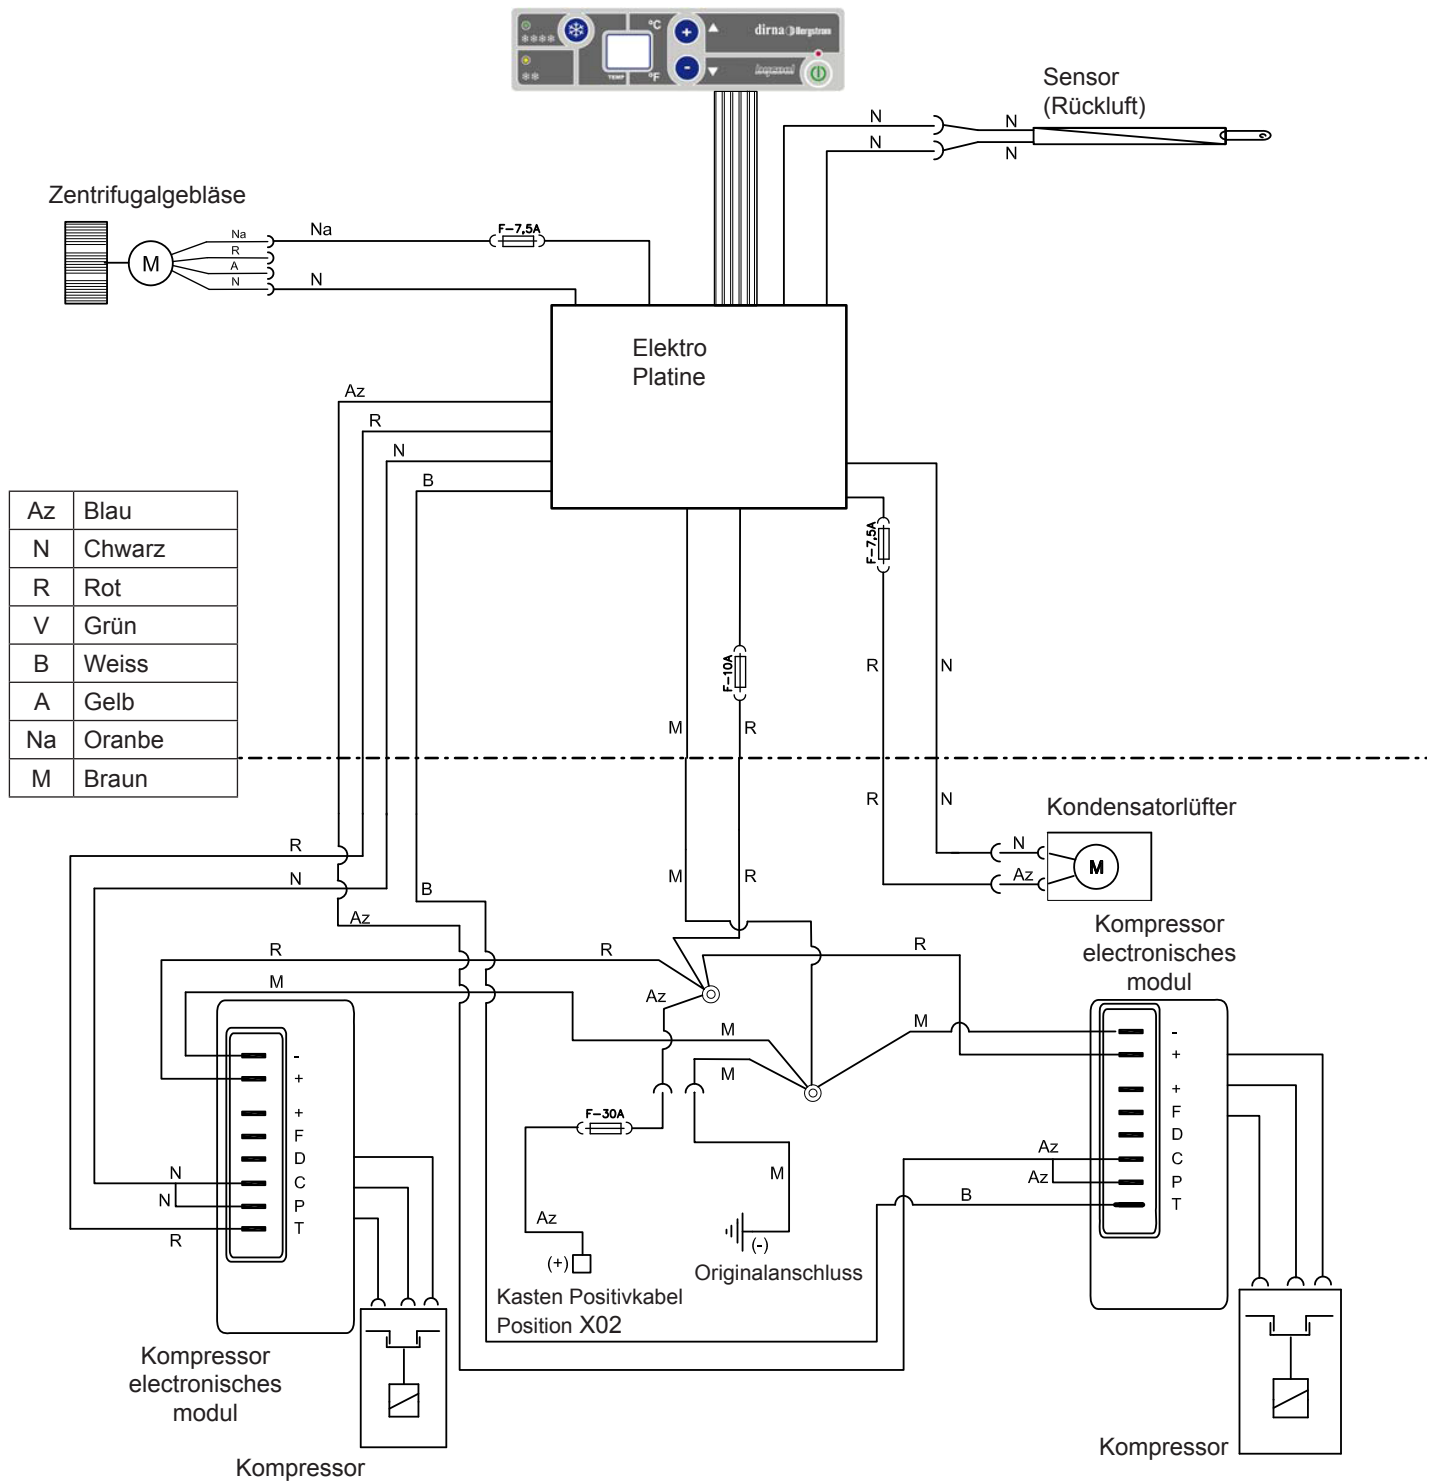 °C
°F
TEMP
+
-
dirna Bergstrom
Sensor
(Rückluft)
N
N
N
N
Zentrifugalgebläse
M
Na
R
A
N
Na
N
F-7,5A
Elektro
Platine
Az
R
N
B
Az Blau
N Chwarz
R Rot
V Grün
B Weiss
A Gelb
Na Oranbe
M Braun
F-7,5A
F-10A
R
N
M
R
R
N
Kondensatorlüfter
N
Az
M
R
N
B
Az
M
R
Kompressor
electronisches
modul
R
R
R
M
Az
M
M
M
-
+
+
F
D
C
P
T
-
+
+
F
D
C
P
T
F-30A
N
N
R
M
Az
Az
B
Az
(+)
(-)
Originalanschluss
Kasten Positivkabel
Position X02
Kompressor
electronisches
modul
Kompressor
Kompressor